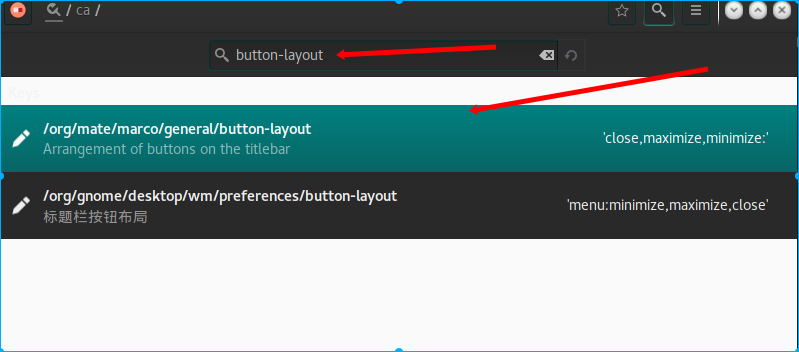 / ca /
button-layout
Keys
/org/mate/marco/general/button-layout
'close,maximize,minimize:'
Arrangement of buttons on the titlebar
/org/gnome/desktop/wm/preferences/button-layout
'menu:minimize,maximize,close'
标题栏按钮布局